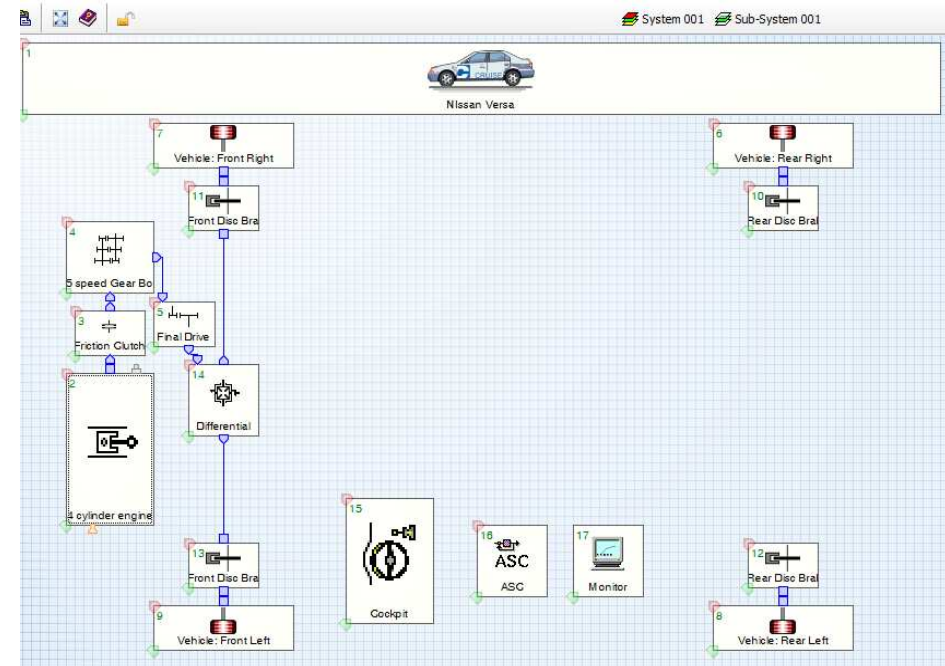 System 001 Sub-System 001
1
CRUISE
NIssan Versa
7
Vehicle: Front Right
6
Vehicle: Rear Right
11
Front Disc Bra
10
Rear Disc Bral
4
5 speed Gear Bo
3
Friction Clutch
5
Final Drive
2
4 cylinder engine
14
Differential
15
Cockpit
16
ASC
ASC
17
Monitor
13
Front Disc Bra
12
Rear Disc Bral
9
Vehicle: Front Left
8
Vehicle: Rear Left